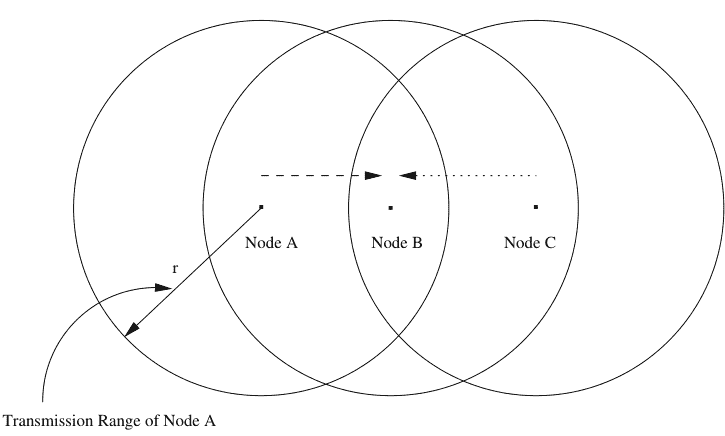 Node A
Node B
Node C
r
Transmission Range of Node A